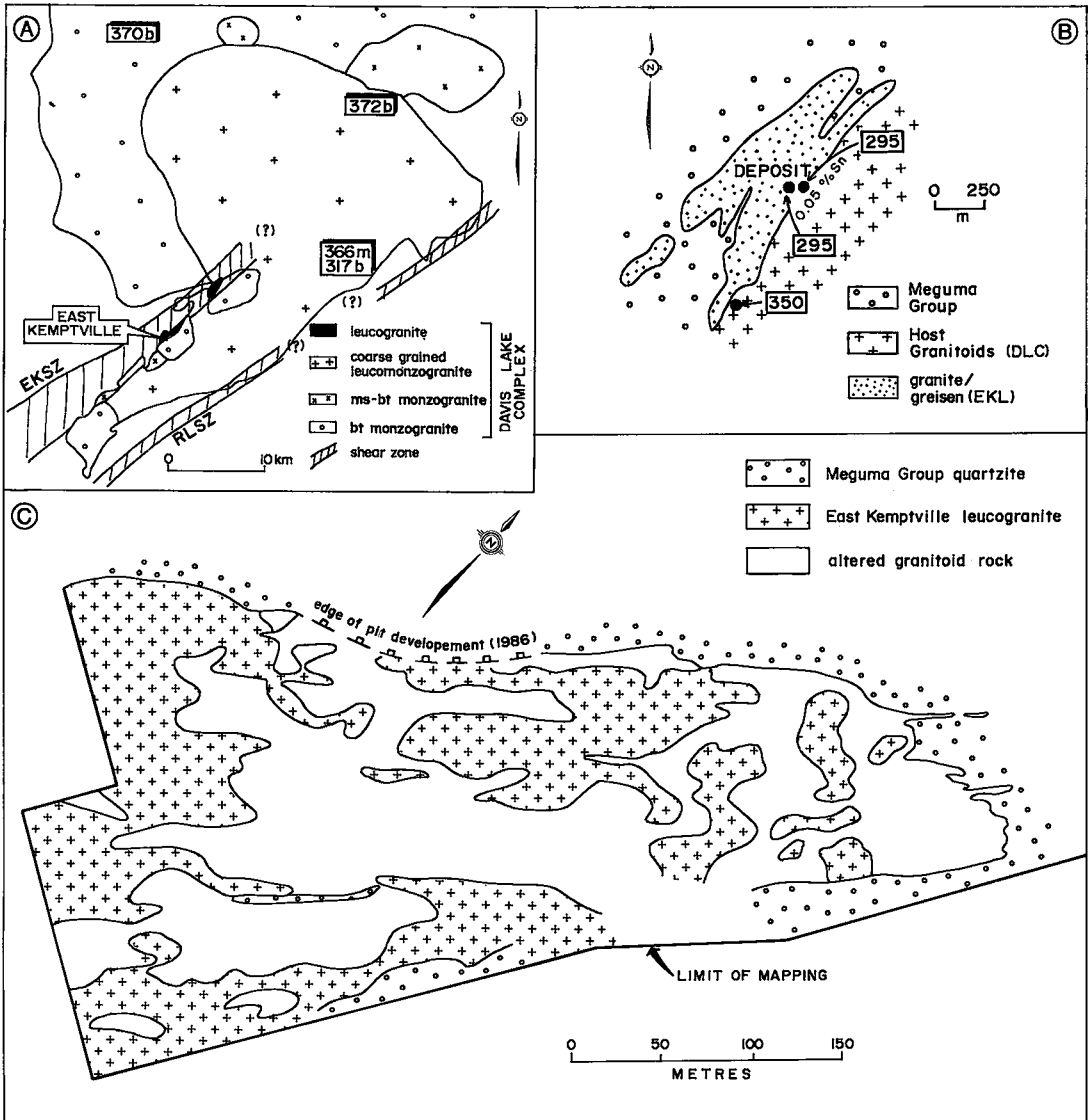 A
370b
N
372b
(?)
366m
317b
(?)
EAST
KEMPTVILLE
(?)
EKSZ
RLSZ
leucogranite
coarse grained
leucomonzogranite
ms-bt monzogranite
bt monzogranite
shear zone
DAVIS LAKE
COMPLEX
0
10 km
B
N
295
DEPOSIT
0.05 % Sn
0 250
m
295
350
Meguma
Group
Host
Granitoids (DLC)
granite/
greisen (EKL)
C
N
Meguma Group quartzite
East Kemptville leucogranite
altered granitoid rock
edge of pit developement (1986)
LIMIT OF MAPPING
0 50 100 150
METRES